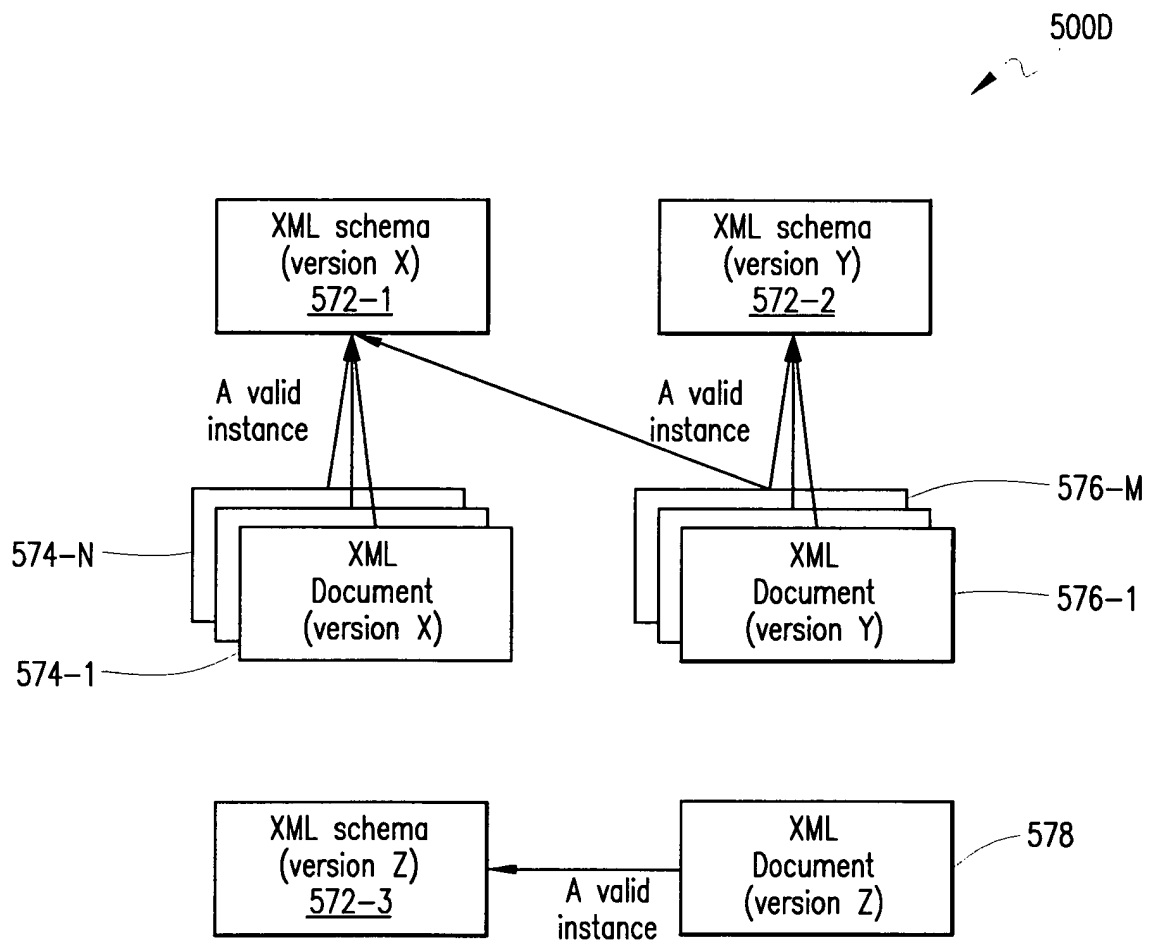 500D
XML schema
(version X)
572-1
XML schema
(version Y)
572-2
A valid
instance
A valid
instance
576-M
574-N
XML
Document
(version X)
XML
Document
(version Y)
576-1
574-1
XML schema
(version Z)
572-3
A valid
instance
XML
Document
(version Z)
578